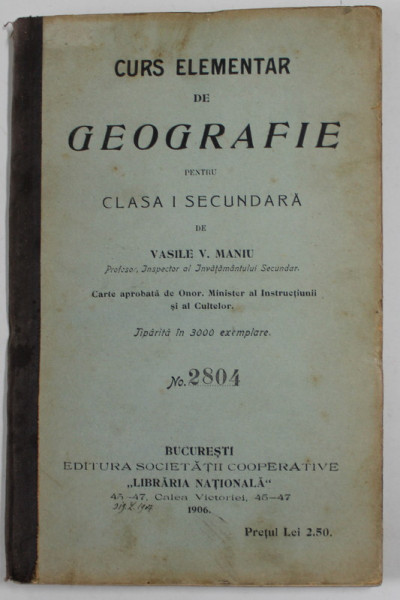 CURS ELEMENTAR
DE
GEOGRAFIE
PENTRU
CLASA I SECUNDARĂ
DE
VASILE V. MANIU
Profesor, Inspector al Învățământului Secundar.
Carte aprobată de Onor. Minister al Instrucțiunii
și al Cultelor.
Tipărită în 3000 exemplare.
No. 2804
BUCUREȘTI
EDITURA SOCIETĂȚII COOPERATIVE
„LIBRĂRIA NAȚIONALĂ“
45-47, Calea Victoriei, 45-47
1906.
Prețul Lei 2.50.